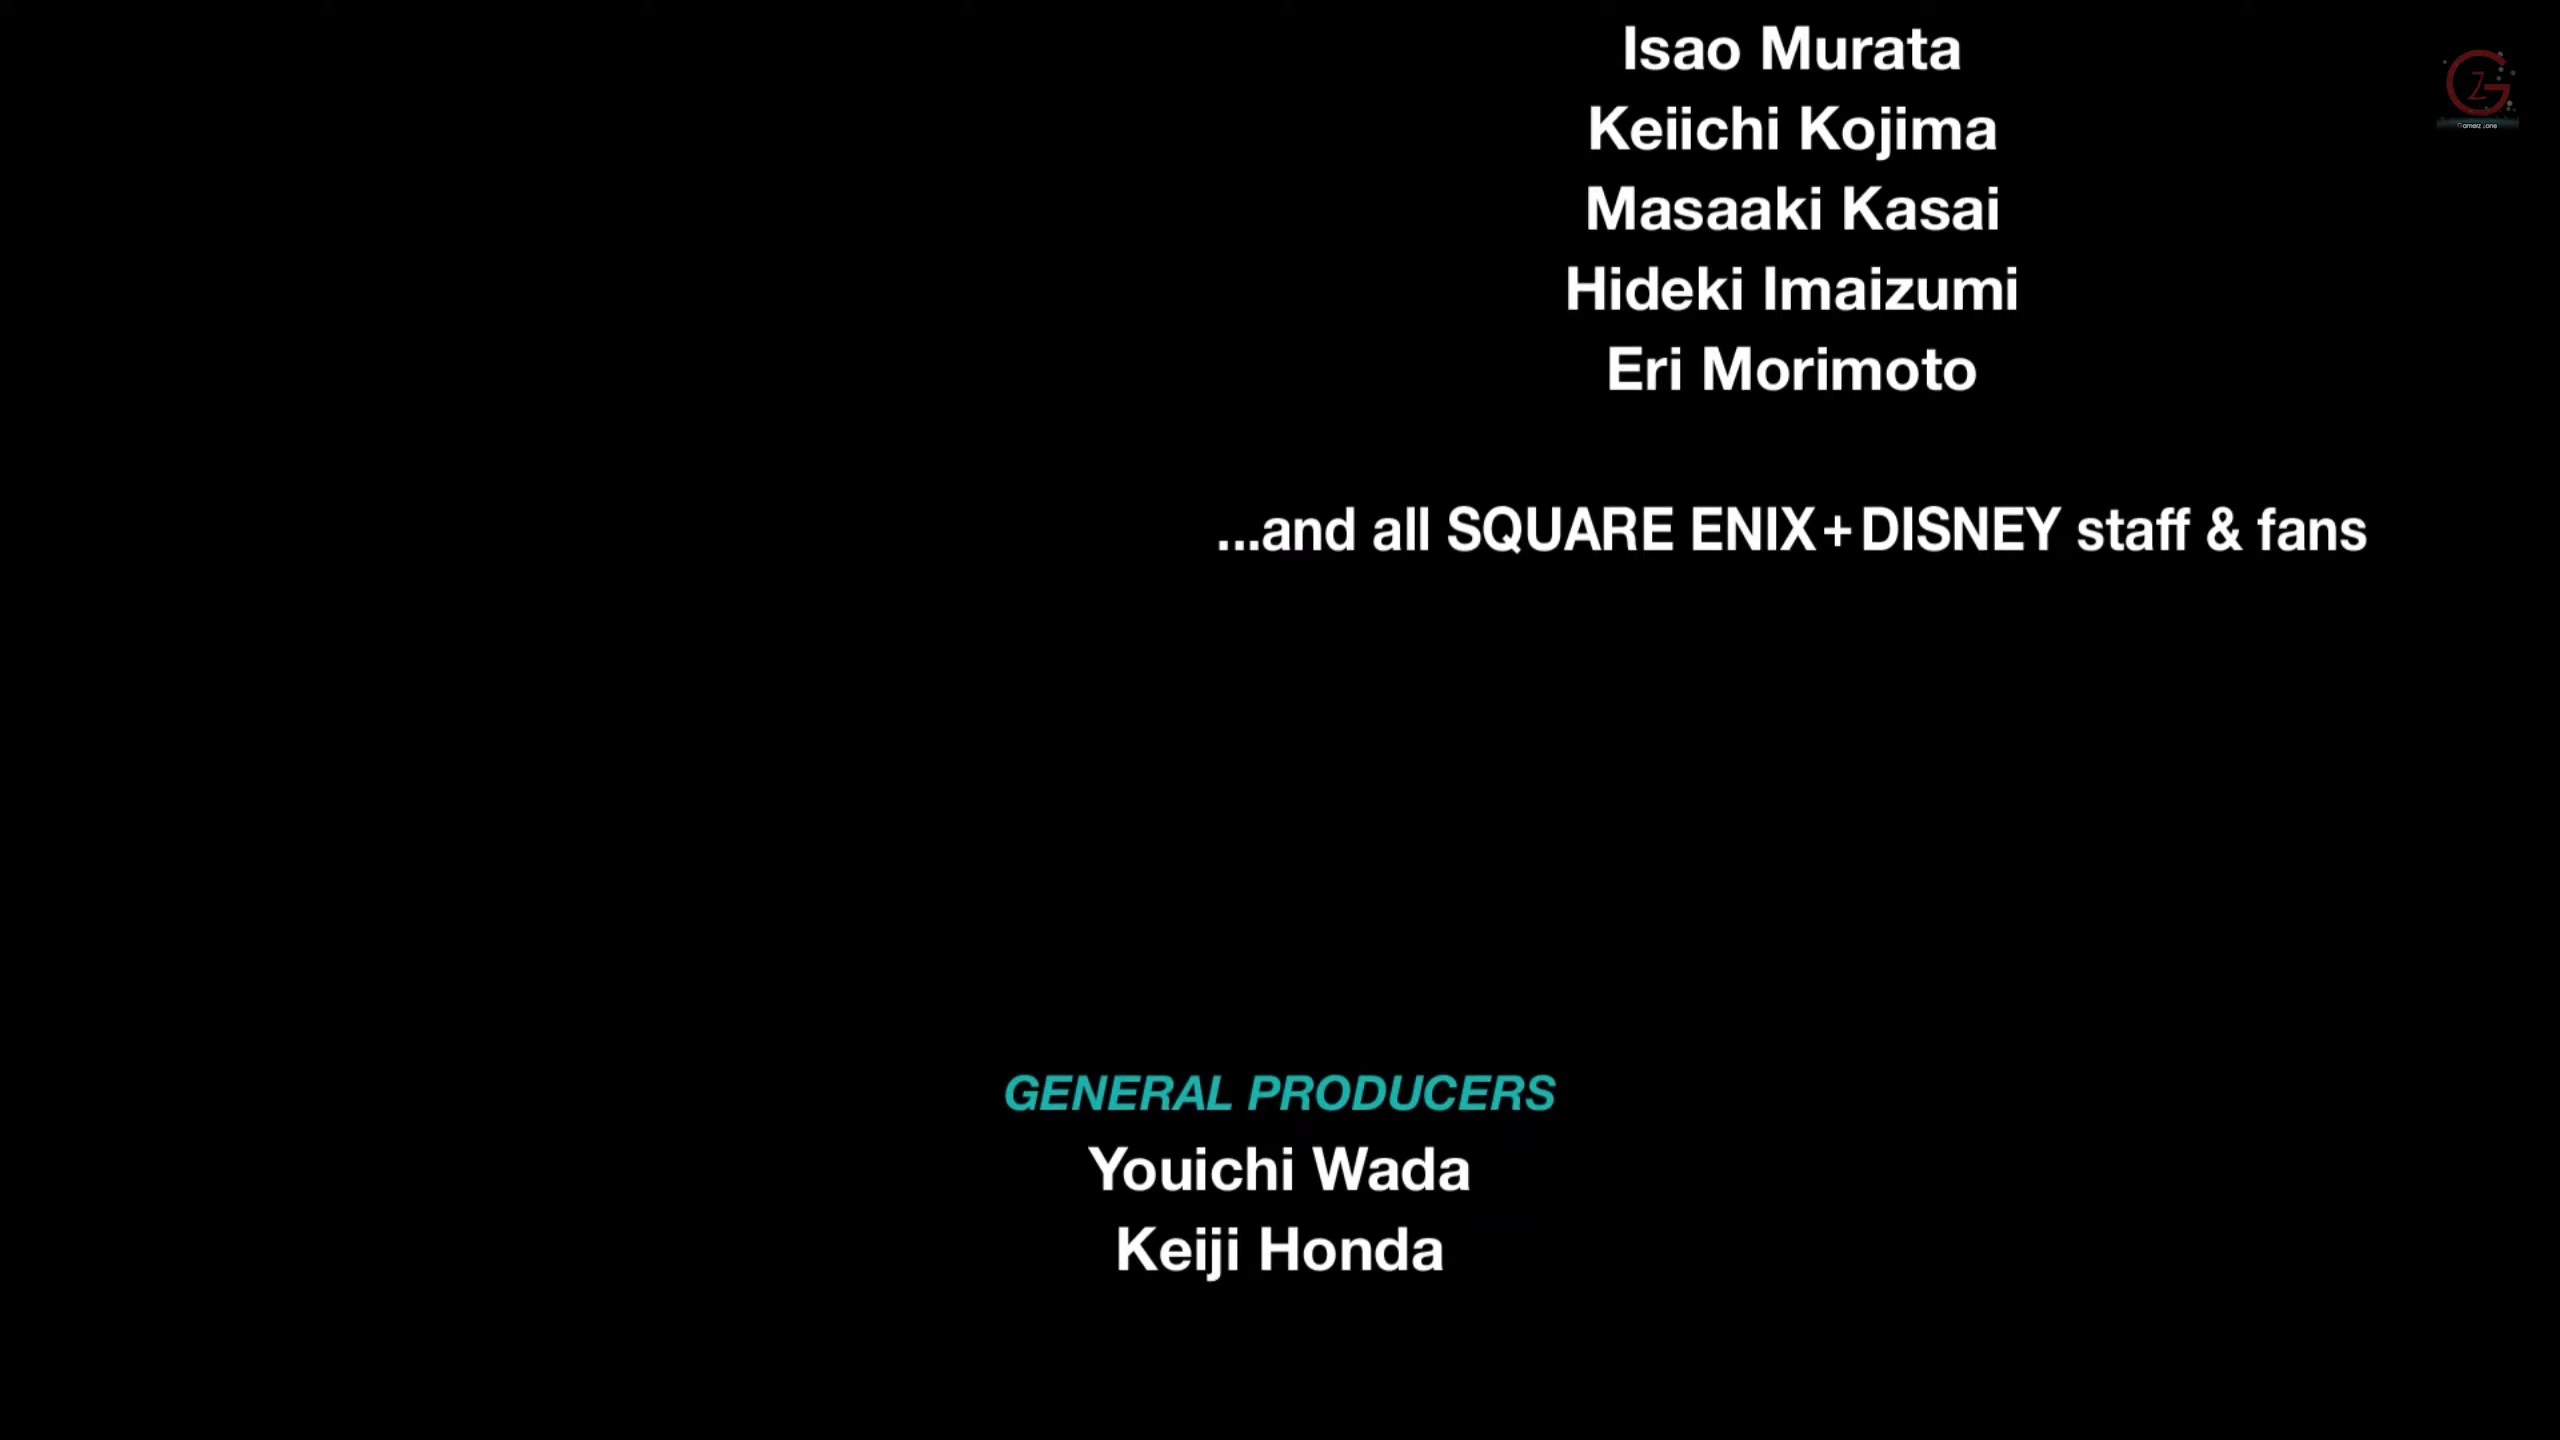 Isao Murata
Keiichi Kojima
Masaaki Kasai
Hideki Imaizumi
Eri Morimoto
...and all SQUARE ENIX+DISNEY staff & fans
GENERAL PRODUCERS
Youichi Wada
Keiji Honda